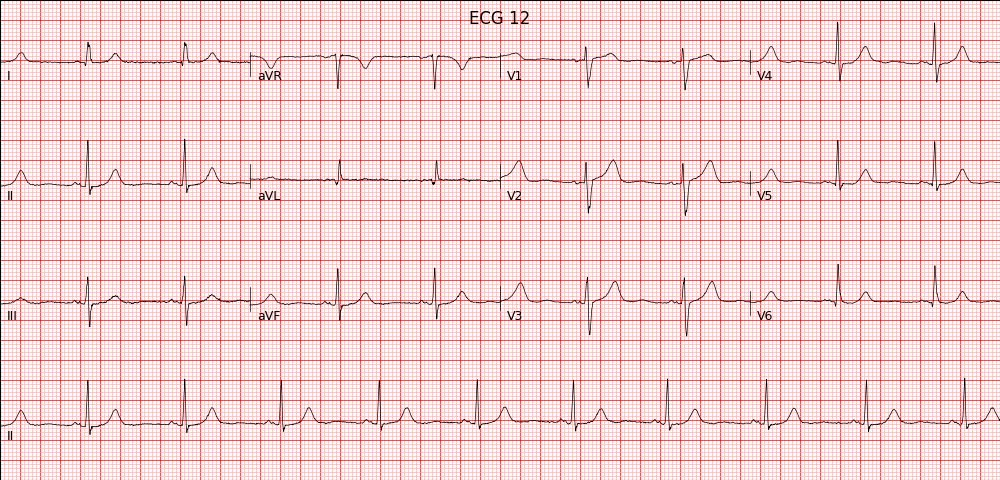 ECG 12
I aVR V1 V4
II aVL V2 V5
III aVF V3 V6
II